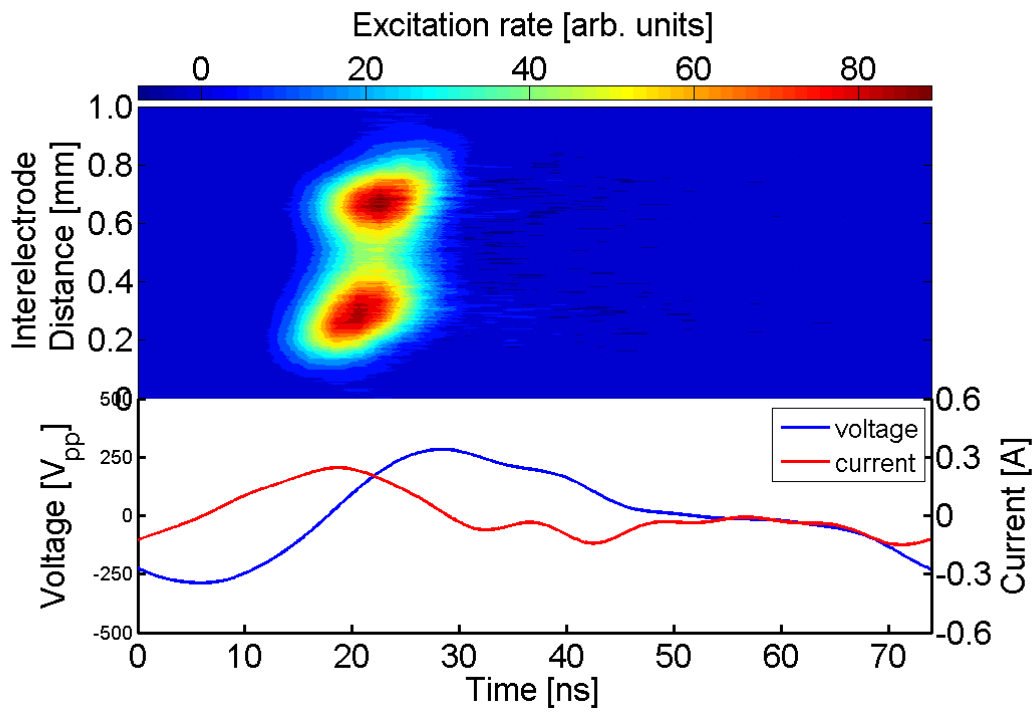 Excitation rate [arb. units]
0 20 40 60 80
Interelectrode
Distance [mm]
1.0
0.8
0.6
0.4
0.2
0
Voltage [Vpp]
500
250
0
-250
-500
voltage
current
0.6
0.3
0
-0.3
-0.6
Current [A]
0 10 20 30 40 50 60 70
Time [ns]